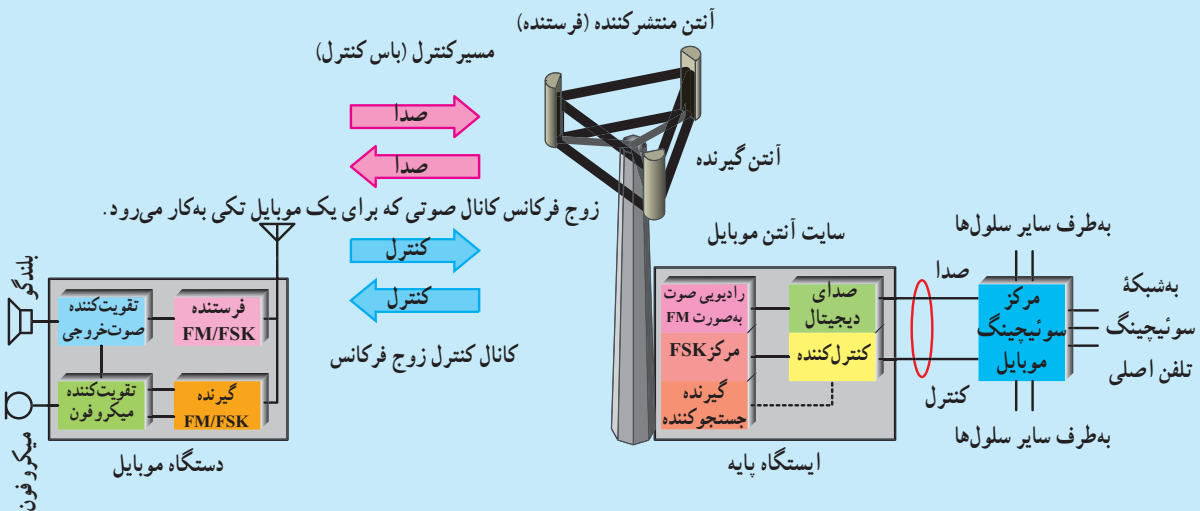 آنتن منتشرکننده (فرستنده)
مسیرکنترل (باس کنترل)
صدا
صدا
آنتن گیرنده
زوج فرکانس کانال صوتی که برای یک موبایل تکی به‌کار می‌رود.
کنترل
کنترل
کانال کنترل زوج فرکانس
سایت آنتن موبایل
به‌طرف سایر سلول‌ها
صدا
کنترل
رادیویی صوت
به‌صورت FM
صدای
دیجیتال
مرکز FSK
کنترل‌کننده
گیرنده
جستجوکننده
ایستگاه پایه
مرکز
سوئیچینگ
موبایل
به‌شبکهٔ
سوئیچینگ
تلفن اصلی
به‌طرف سایر سلول‌ها
بلندگو
تقویت‌کننده
صوت‌خروجی
فرستنده
FM/FSK
تقویت‌کننده
میکروفون
گیرنده
FM/FSK
میکروفون
دستگاه موبایل